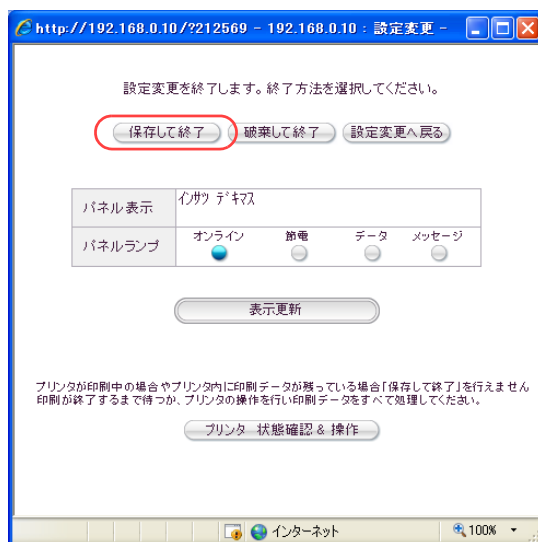 http://192.168.0.10/?212569 - 192.168.0.10 : 設定変更 -
設定変更を終了します。終了方法を選択してください。
保存して終了 破棄して終了 設定変更へ戻る
パネル表示 インサツ デキマス
パネルランプ オンライン 節電 データ メッセージ
表示更新
プリンタが印刷中の場合やプリンタ内に印刷データが残っている場合「保存して終了」を行えません
印刷が終了するまで待つか、プリンタの操作を行い印刷データをすべて処理してください。
プリンタ 状態確認 & 操作
インターネット 100%